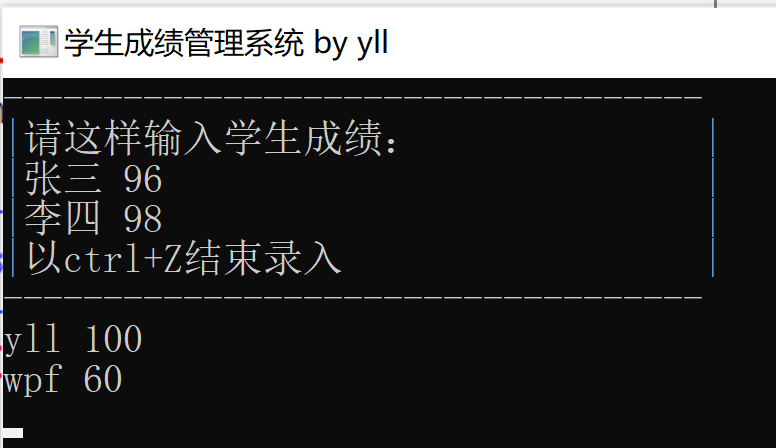 学生成绩管理系统 by yll
-----------------------------------
|请这样输入学生成绩：               |
|张三 96                            |
|李四 98                            |
|以ctrl+Z结束录入                   |
-----------------------------------
yll 100
wpf 60